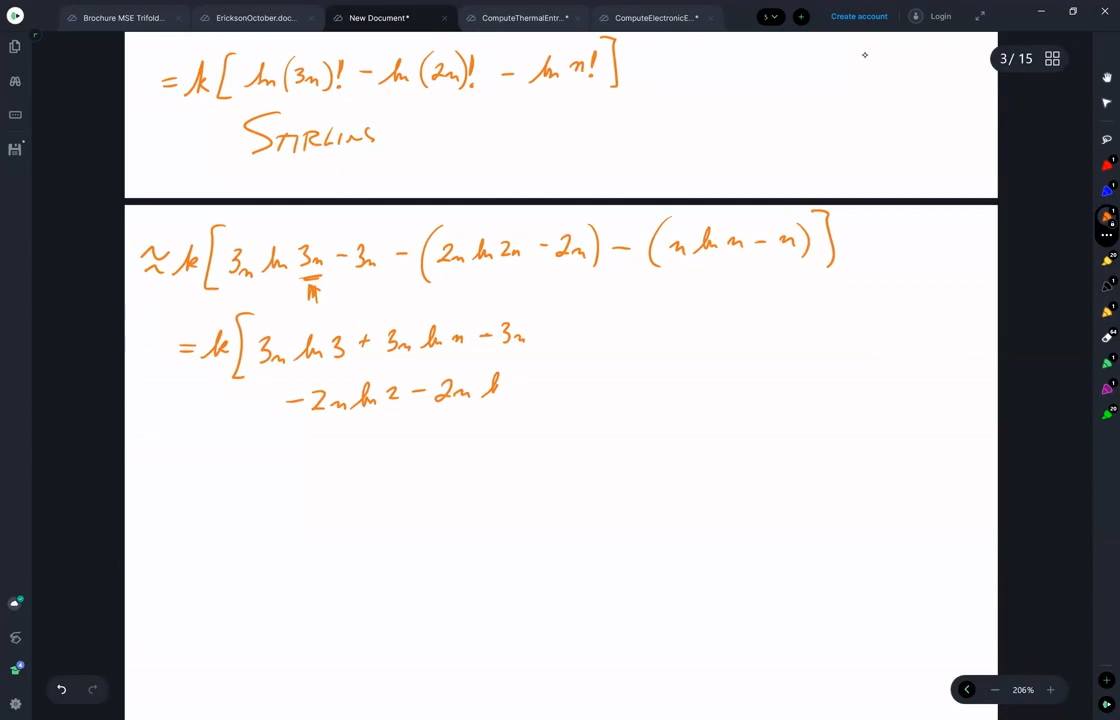 Brochure MSE Trifold... EricksonOctober.doc... New Document* ComputeThermalEntr...* ComputeElectronicE...* 5 Create account Login
= k[ ln(3n)! - ln(2n)! - ln n! ]
3 / 15
STIRLING
≈ k[ 3n ln 3n - 3n - (2n ln 2n - 2n) - (n ln n - n) ]
= k[ 3n ln 3 + 3n ln n - 3n
- 2n ln 2 - 2n l
206%